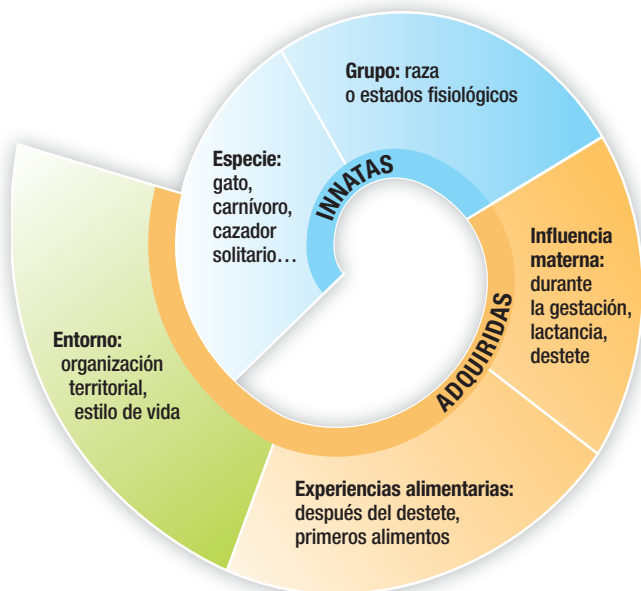 Grupo: raza
o estados fisiológicos
INNATAS
Especie:
gato,
carnívoro,
cazador
solitario…
Influencia
materna:
durante
la gestación,
lactancia,
destete
ADQUIRIDAS
Entorno:
organización
territorial,
estilo de vida
Experiencias alimentarias:
después del destete,
primeros alimentos